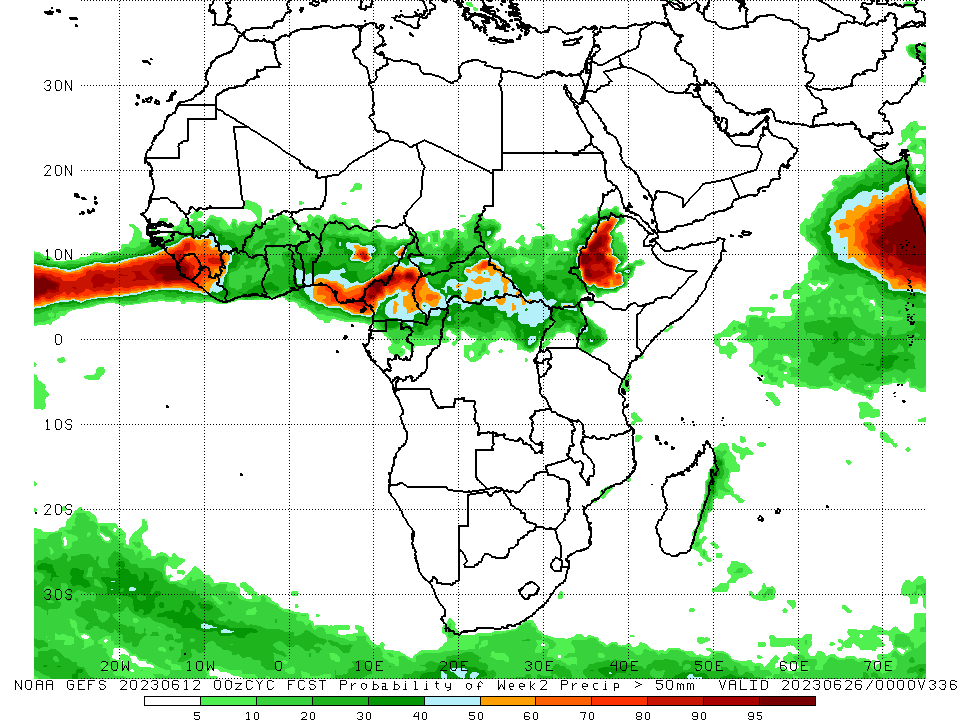 30N
20N
10N
0
10S
20S
30S
20W 10W 0 10E 20E 30E 40E 50E 60E 70E
NOAA GEFS 20230612 00zCYC FCST Probability of Week2 Precip > 50mm VALID 20230626/0000V336
5 10 20 30 40 50 60 70 80 90 95